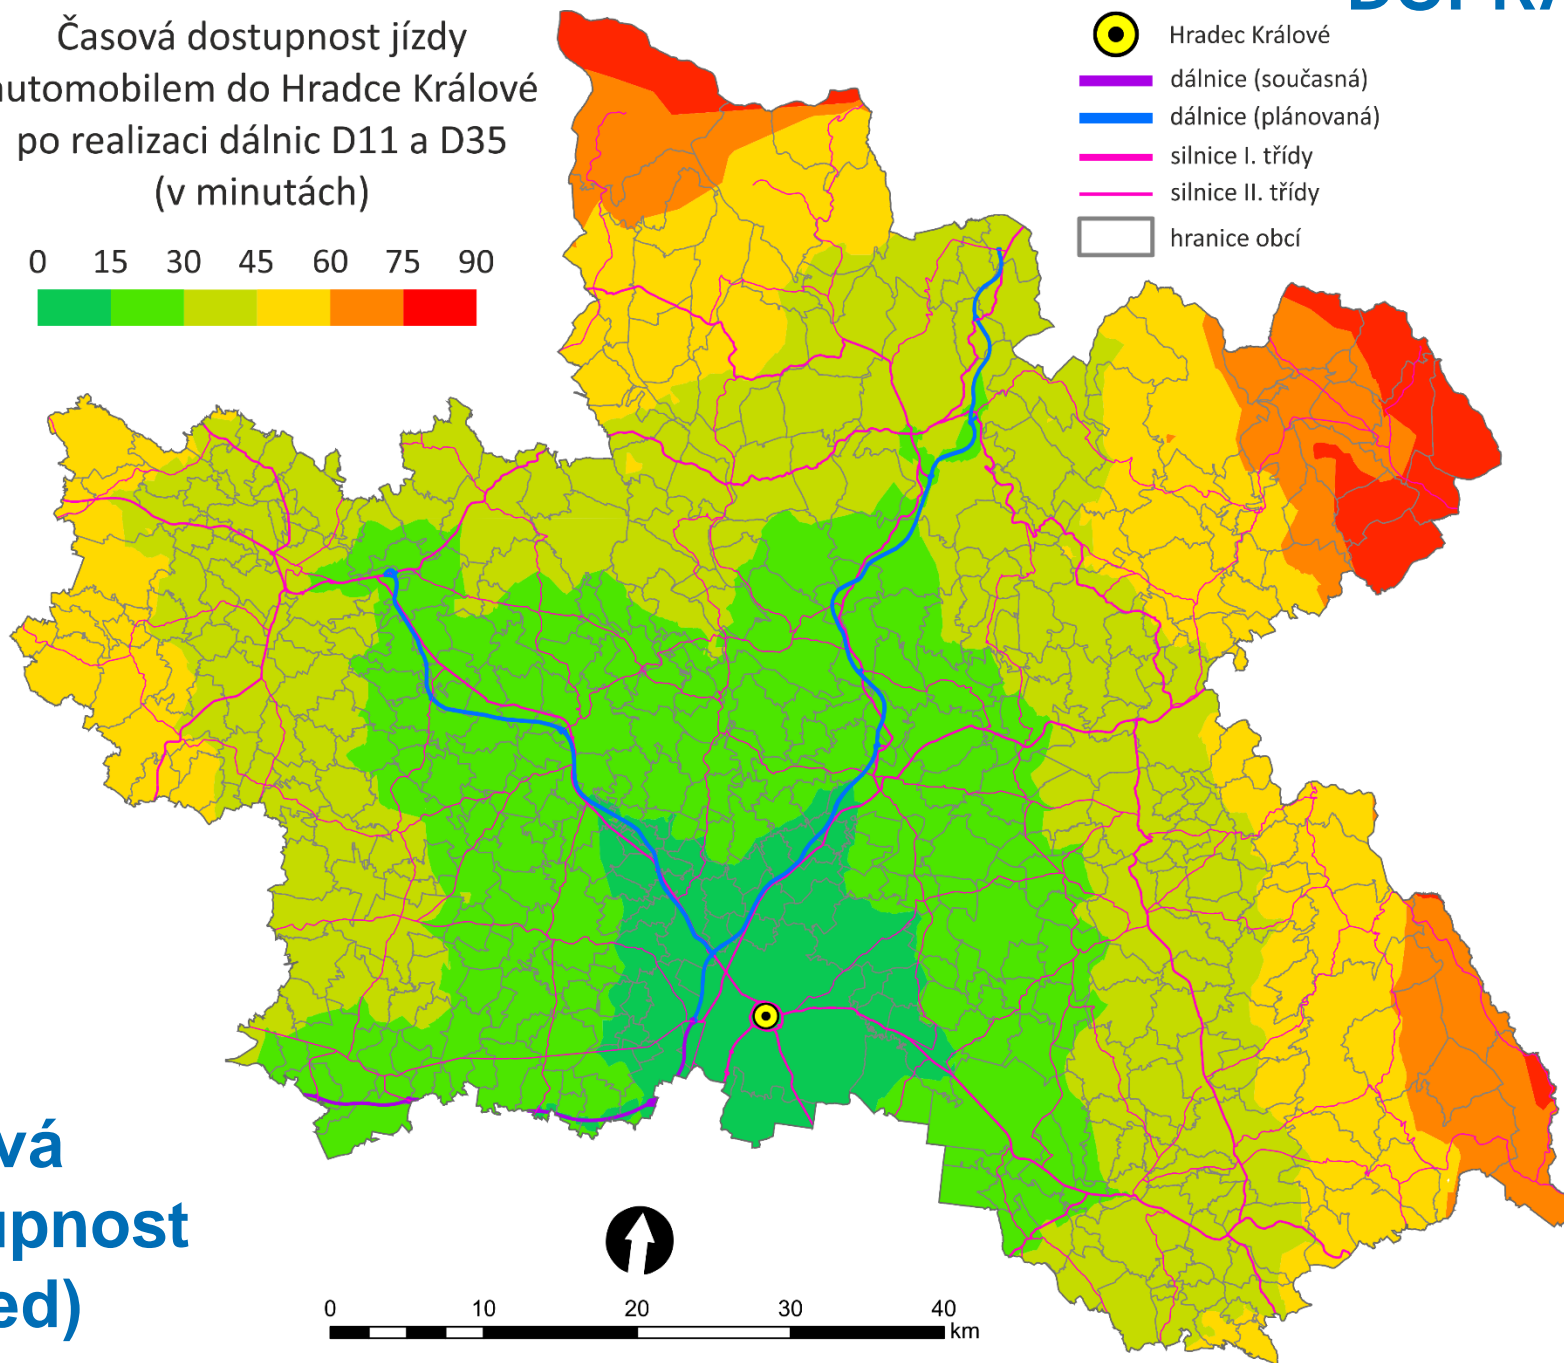 Časová dostupnost jízdy
automobilem do Hradce Králové
po realizaci dálnic D11 a D35
(v minutách)
0 15 30 45 60 75 90
Hradec Králové
dálnice (současná)
dálnice (plánovaná)
silnice I. třídy
silnice II. třídy
hranice obcí
vá
upnost
ed)
0 10 20 30 40
km